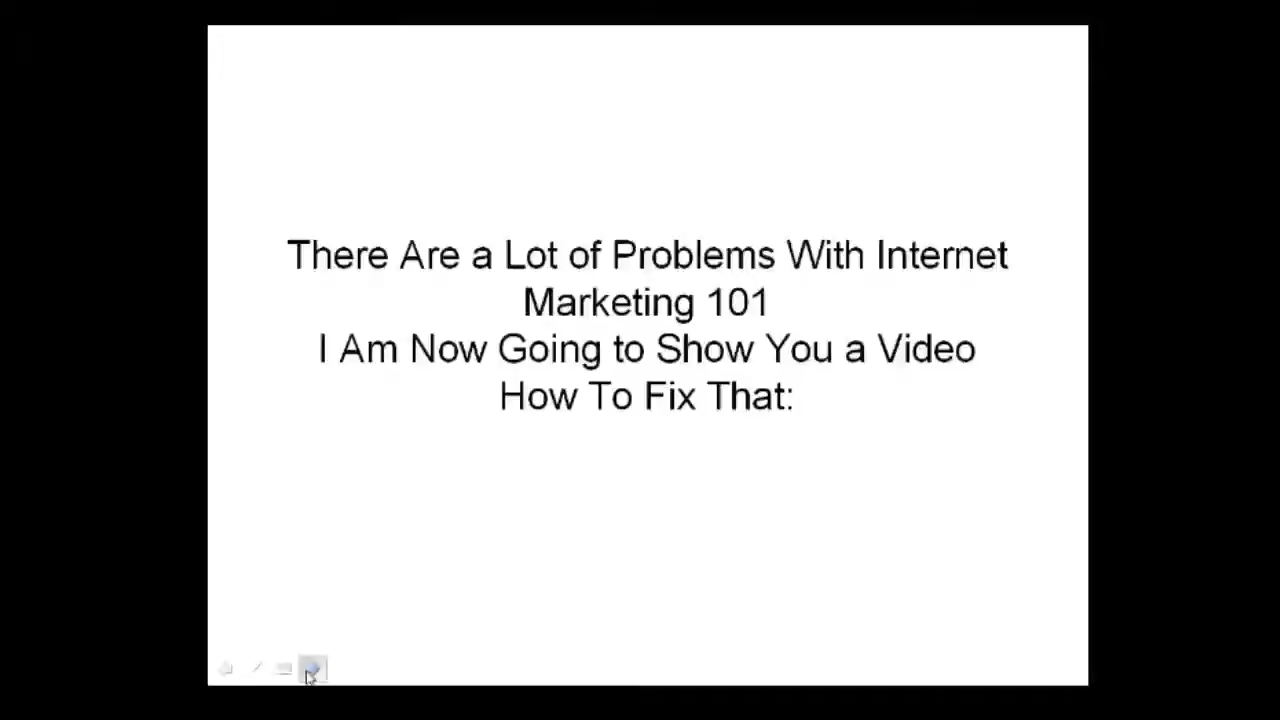 There Are a Lot of Problems With Internet
Marketing 101
I Am Now Going to Show You a Video
How To Fix That: